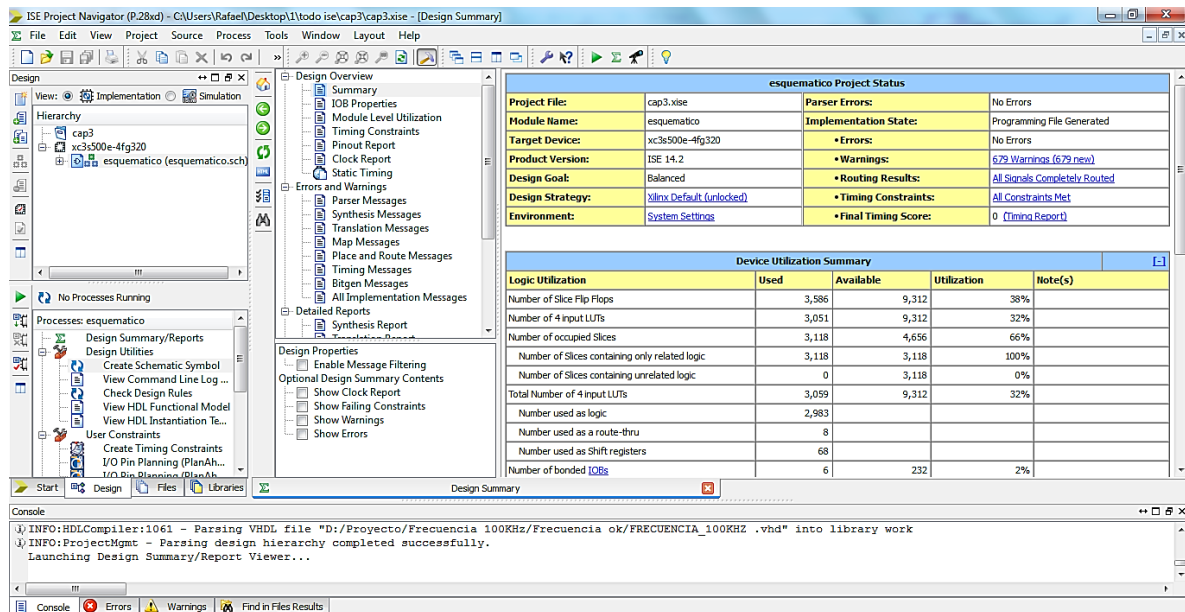 ISE Project Navigator (P.28xd) - C:\Users\Rafael\Desktop\1\todo ise\cap3\cap3.xise - [Design Summary]
File Edit View Project Source Process Tools Window Layout Help
Design
View: Implementation Simulation
Hierarchy
cap3
xc3s500e-4fg320
esquematico (esquematico.sch)
No Processes Running
Processes: esquematico
Design Summary/Reports
Design Utilities
Create Schematic Symbol
View Command Line Log ...
Check Design Rules
View HDL Functional Model
View HDL Instantiation Te...
User Constraints
Create Timing Constraints
I/O Pin Planning (PlanAh...
I/O Pin Planning (PlanAh
Start Design Files Libraries
Design Overview
Summary
IOB Properties
Module Level Utilization
Timing Constraints
Pinout Report
Clock Report
Static Timing
Errors and Warnings
Parser Messages
Synthesis Messages
Translation Messages
Map Messages
Place and Route Messages
Timing Messages
Bitgen Messages
All Implementation Messages
Detailed Reports
Synthesis Report
Translation Report
Design Properties
Enable Message Filtering
Optional Design Summary Contents
Show Clock Report
Show Failing Constraints
Show Warnings
Show Errors
esquematico Project Status
Project File: cap3.xise Parser Errors: No Errors
Module Name: esquematico Implementation State: Programming File Generated
Target Device: xc3s500e-4fg320 •Errors: No Errors
Product Version: ISE 14.2 •Warnings: 679 Warnings (679 new)
Design Goal: Balanced •Routing Results: All Signals Completely Routed
Design Strategy: Xilinx Default (unlocked) •Timing Constraints: All Constraints Met
Environment: System Settings •Final Timing Score: 0 (Timing Report)
Device Utilization Summary [-]
Logic Utilization Used Available Utilization Note(s)
Number of Slice Flip Flops 3,586 9,312 38%
Number of 4 input LUTs 3,051 9,312 32%
Number of occupied Slices 3,118 4,656 66%
Number of Slices containing only related logic 3,118 3,118 100%
Number of Slices containing unrelated logic 0 3,118 0%
Total Number of 4 input LUTs 3,059 9,312 32%
Number used as logic 2,983
Number used as a route-thru 8
Number used as Shift registers 68
Number of bonded IOBs 6 232 2%
Design Summary
Console
INFO:HDLCompiler:1061 - Parsing VHDL file "D:/Proyecto/Frecuencia 100KHz/Frecuencia ok/FRECUENCIA_100KHZ .vhd" into library work
INFO:ProjectMgmt - Parsing design hierarchy completed successfully.
Launching Design Summary/Report Viewer...
Console Errors Warnings Find in Files Results